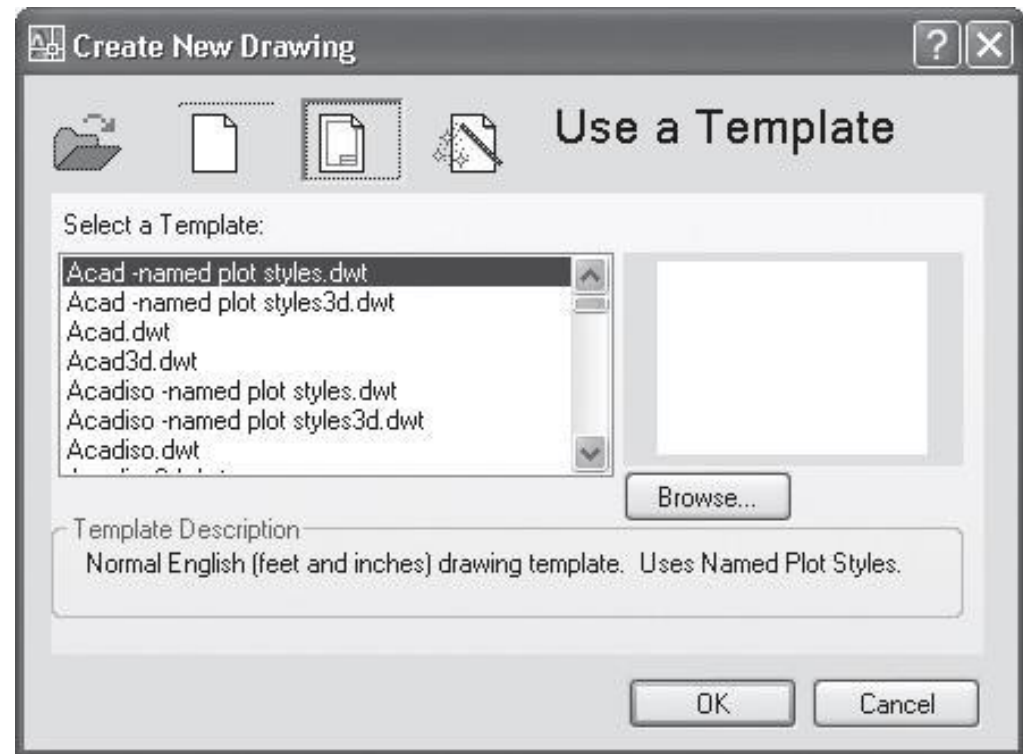 Create New Drawing
Use a Template
Select a Template:
Acad -named plot styles.dwt
Acad -named plot styles3d.dwt
Acad.dwt
Acad3d.dwt
Acadiso -named plot styles.dwt
Acadiso -named plot styles3d.dwt
Acadiso.dwt
Browse...
Template Description
Normal English (feet and inches) drawing template. Uses Named Plot Styles.
OK
Cancel